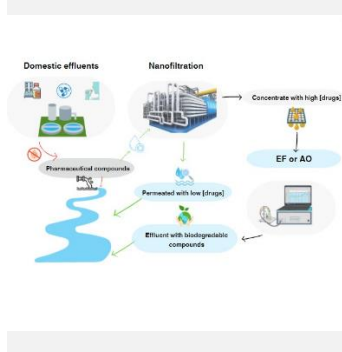 Domestic effluents
Nanofiltration
Concentrate with high [drugs]
Pharmaceutical compounds
EF or AO
Permeated with low [drugs]
Effluent with biodegradable
compounds